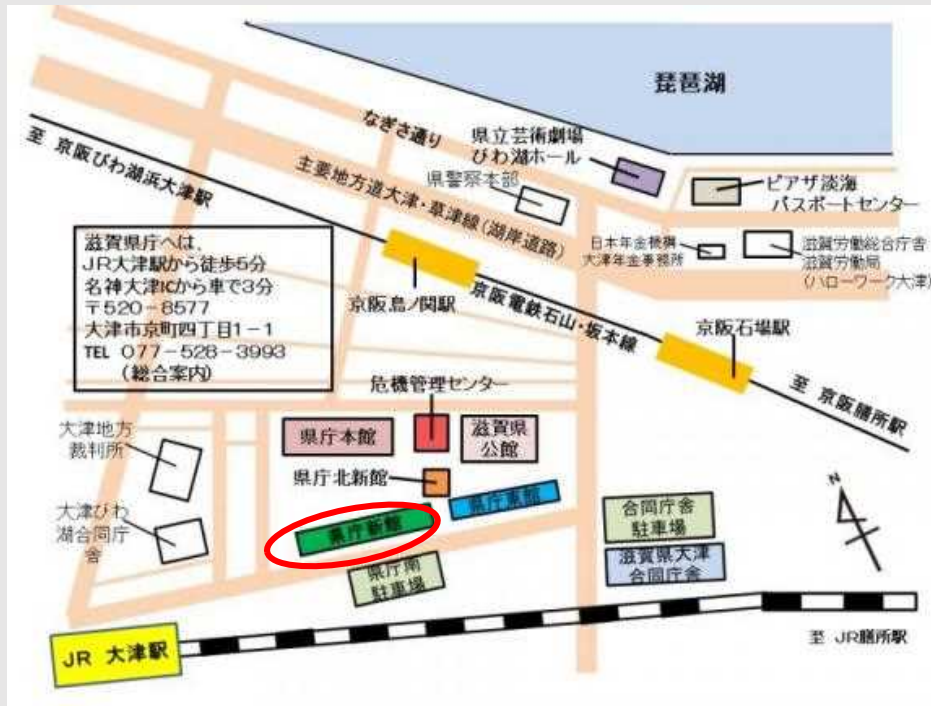 琵琶湖
なぎさ通り
県立芸術劇場
びわ湖ホール
至 京阪びわ湖浜大津駅
主要地方道大津・草津線(湖岸道路)
県警察本部
ピアザ淡海
パスポートセンター
日本年金機構
大津年金事務所
滋賀労働総合庁舎
滋賀労働局
(ハローワーク大津)
滋賀県庁へは、
JR大津駅から徒歩5分
名神大津ICから車で3分
〒520-8577
大津市京町四丁目1-1
TEL 077-528-3993
(総合案内)
京阪島ノ関駅
京阪電鉄石山・坂本線
京阪石場駅
至 京阪膳所駅
危機管理センター
大津地方
裁判所
県庁本館
滋賀県
公館
県庁北新館
県庁東館
大津びわ
湖合同庁
舎
県庁新館
合同庁舎
駐車場
滋賀県大津
合同庁舎
県庁南
駐車場
N
JR 大津駅
至 JR膳所駅